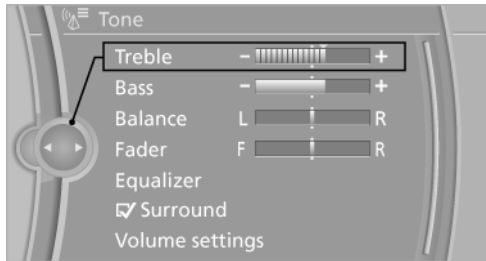 Tone
Treble - +
Bass - +
Balance L R
Fader F R
Equalizer
Surround
Volume settings